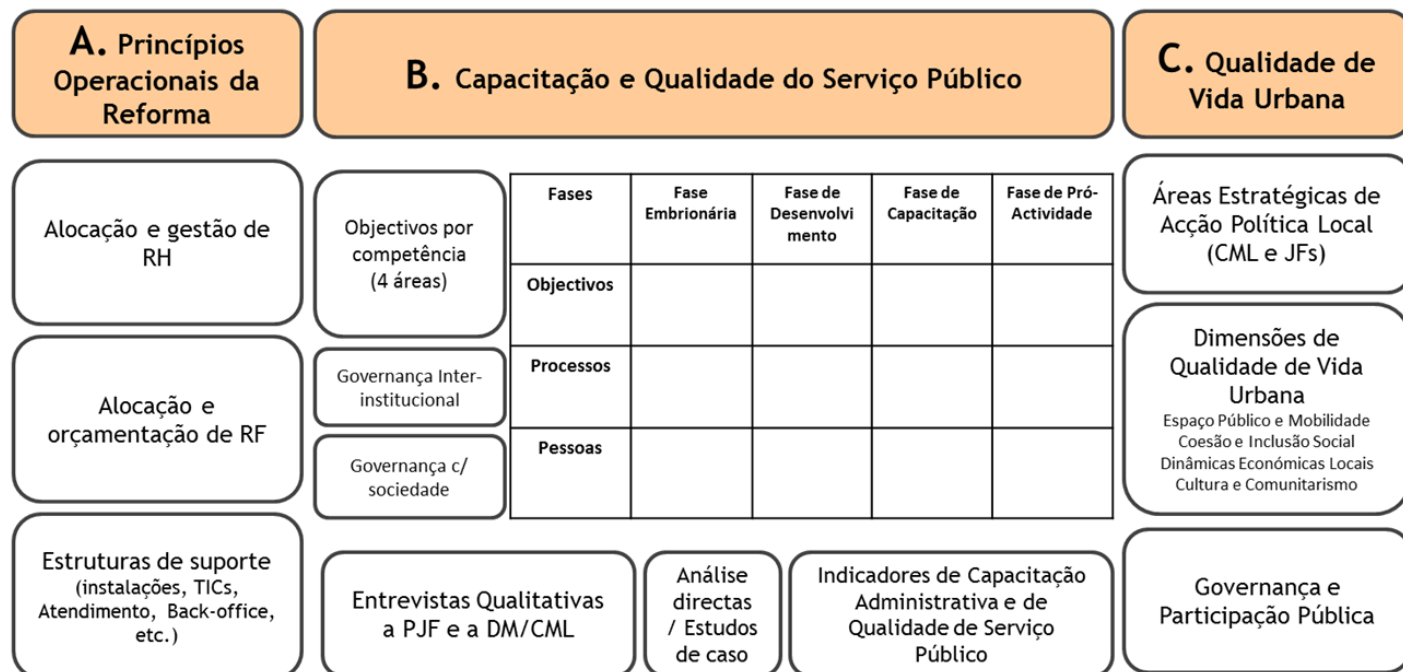 A. Princípios
Operacionais da
Reforma
B. Capacitação e Qualidade do Serviço Público
C. Qualidade de
Vida Urbana
Alocação e gestão de
RH
Alocação e
orçamentação de RF
Estruturas de suporte
(instalações, TICs,
Atendimento, Back-office,
etc.)
Objectivos por
competência
(4 áreas)
Governança Inter-
institucional
Governança c/
sociedade
Fases
Fase
Embrionária
Fase de
Desenvolvi
mento
Fase de
Capacitação
Fase de Pró-
Actividade
Objectivos
Processos
Pessoas
Entrevistas Qualitativas
a PJF e a DM/CML
Análise
directas
/ Estudos
de caso
Indicadores de Capacitação
Administrativa e de
Qualidade de Serviço
Público
Áreas Estratégicas de
Acção Política Local
(CML e JFs)
Dimensões de
Qualidade de Vida
Urbana
Espaço Público e Mobilidade
Coesão e Inclusão Social
Dinâmicas Económicas Locais
Cultura e Comunitarismo
Governança e
Participação Pública